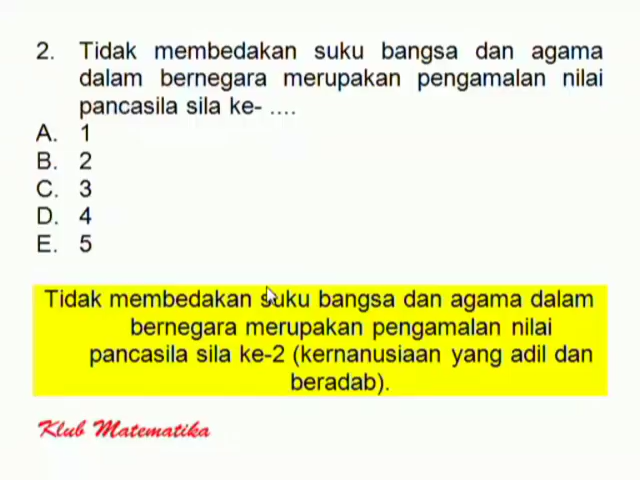 2. Tidak membedakan suku bangsa dan agama
dalam bernegara merupakan pengamalan nilai
pancasila sila ke- ....
A. 1
B. 2
C. 3
D. 4
E. 5
Tidak membedakan suku bangsa dan agama dalam
bernegara merupakan pengamalan nilai
pancasila sila ke-2 (kernanusiaan yang adil dan
beradab).
Klub Matematika